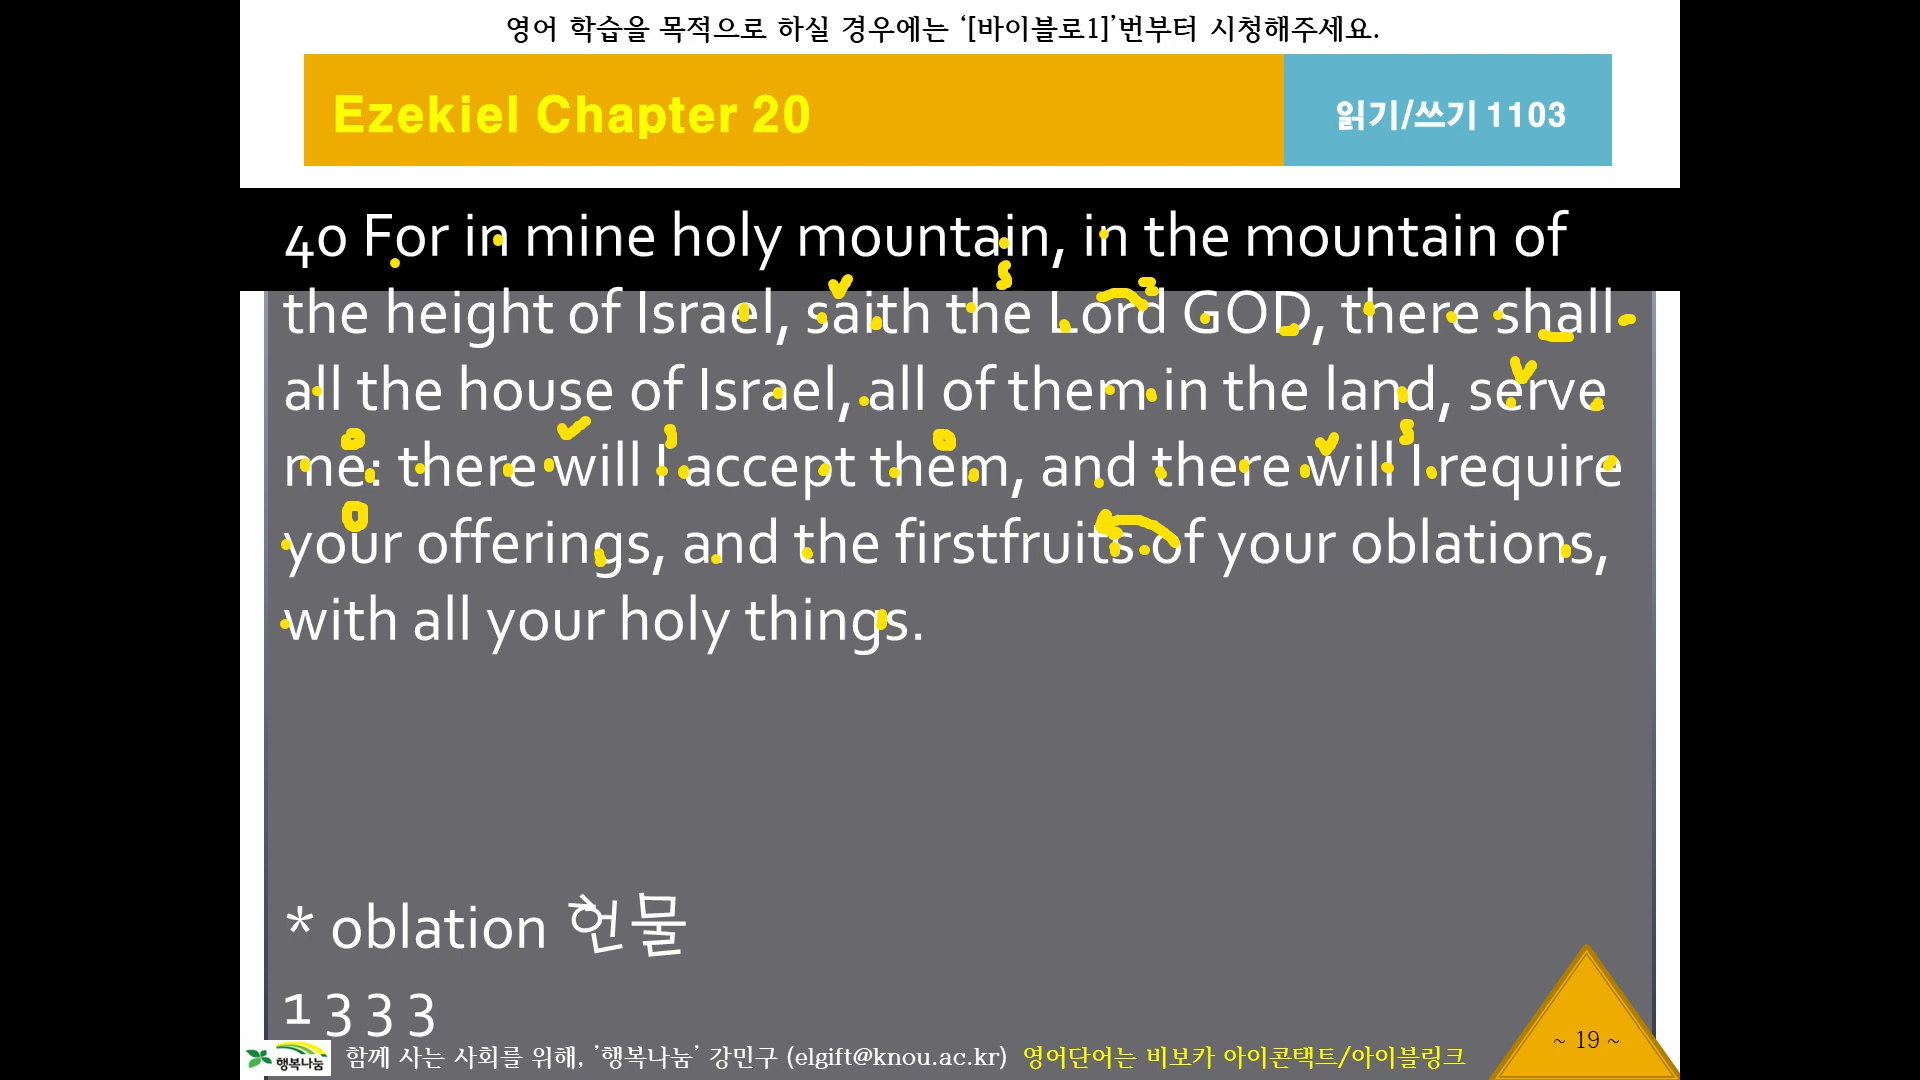 영어 학습을 목적으로 하실 경우에는 ‘[바이블로1]’번부터 시청해주세요.
Ezekiel Chapter 20
읽기/쓰기 1103
40 For in mine holy mountain, in the mountain of
the height of Israel, saith the Lord GOD, there shall
all the house of Israel, all of them in the land, serve
me: there will I accept them, and there will I require
your offerings, and the firstfruits of your oblations,
with all your holy things.
* oblation 헌물
1 3 3 3
~ 19 ~
행복나눔 함께 사는 사회를 위해, ’행복나눔’ 강민구 (elgift@knou.ac.kr) 영어단어는 비보카 아이콘택트/아이블링크